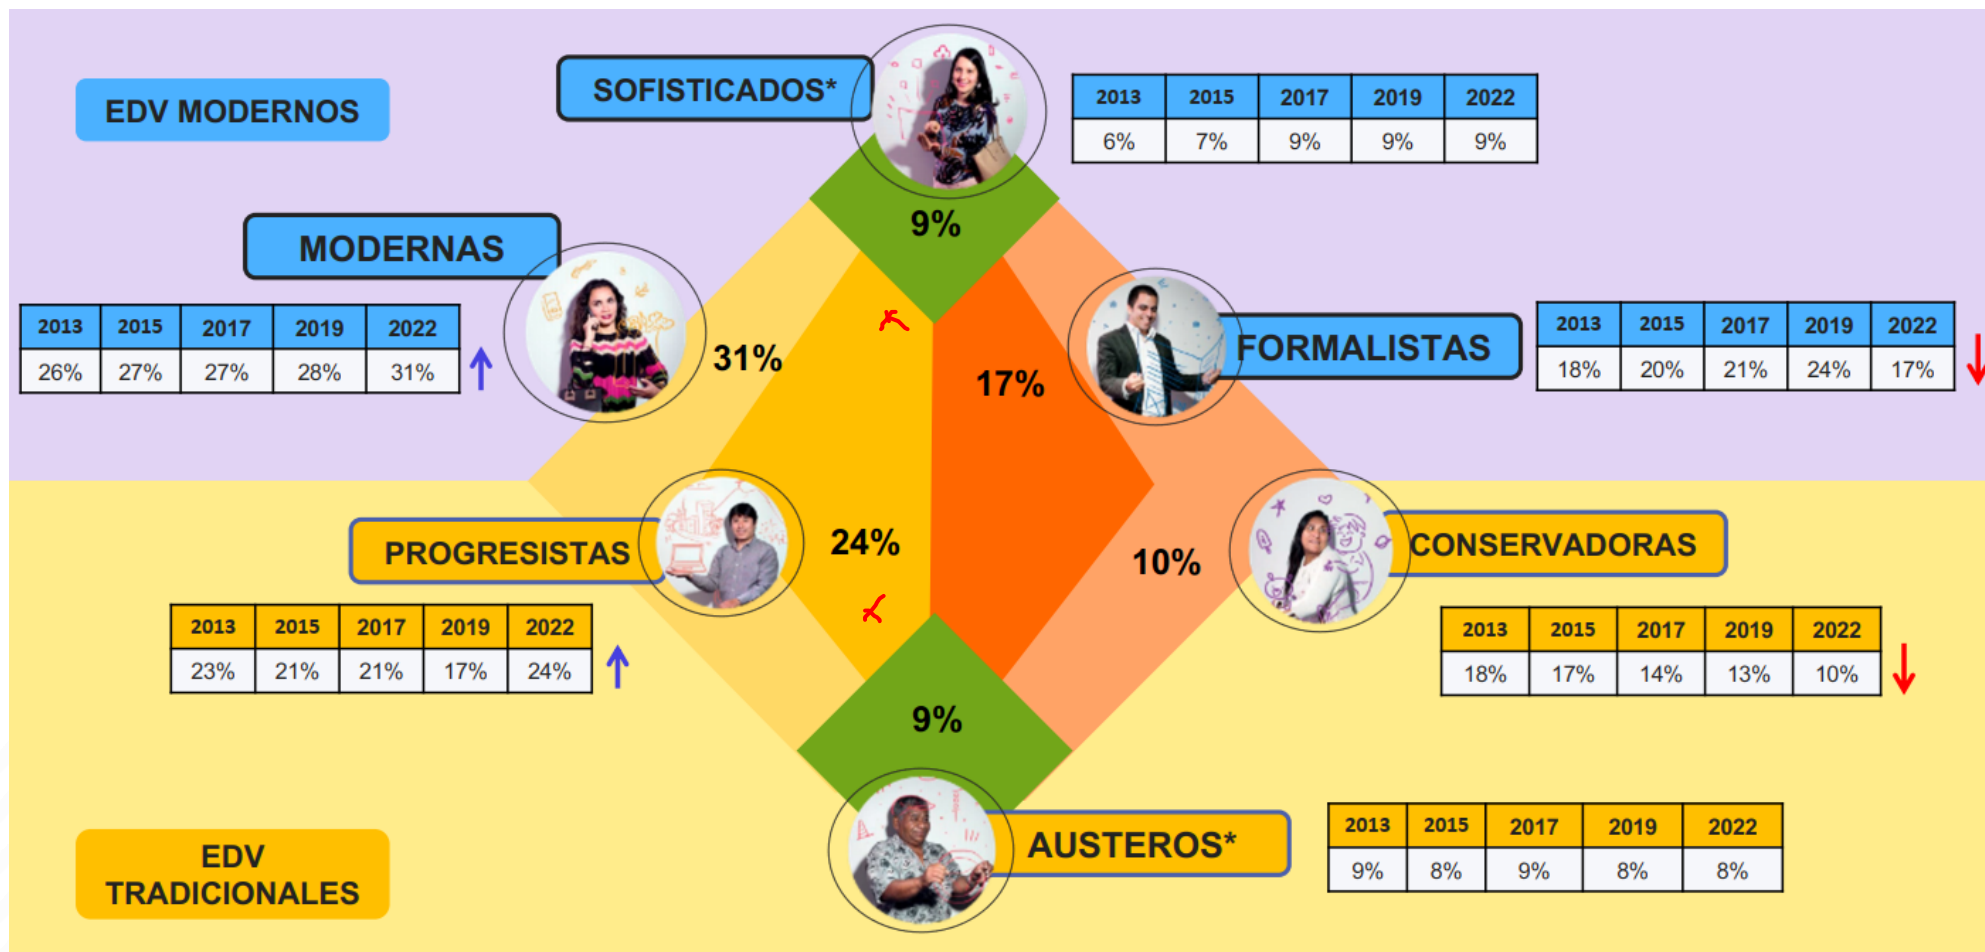 EDV MODERNOS
SOFISTICADOS*
2013 2015 2017 2019 2022
6% 7% 9% 9% 9%
9%
MODERNAS
2013 2015 2017 2019 2022
26% 27% 27% 28% 31%
31%
17%
FORMALISTAS
2013 2015 2017 2019 2022
18% 20% 21% 24% 17%
PROGRESISTAS
24%
2013 2015 2017 2019 2022
23% 21% 21% 17% 24%
10%
CONSERVADORAS
2013 2015 2017 2019 2022
18% 17% 14% 13% 10%
9%
AUSTEROS*
2013 2015 2017 2019 2022
9% 8% 9% 8% 8%
EDV
TRADICIONALES